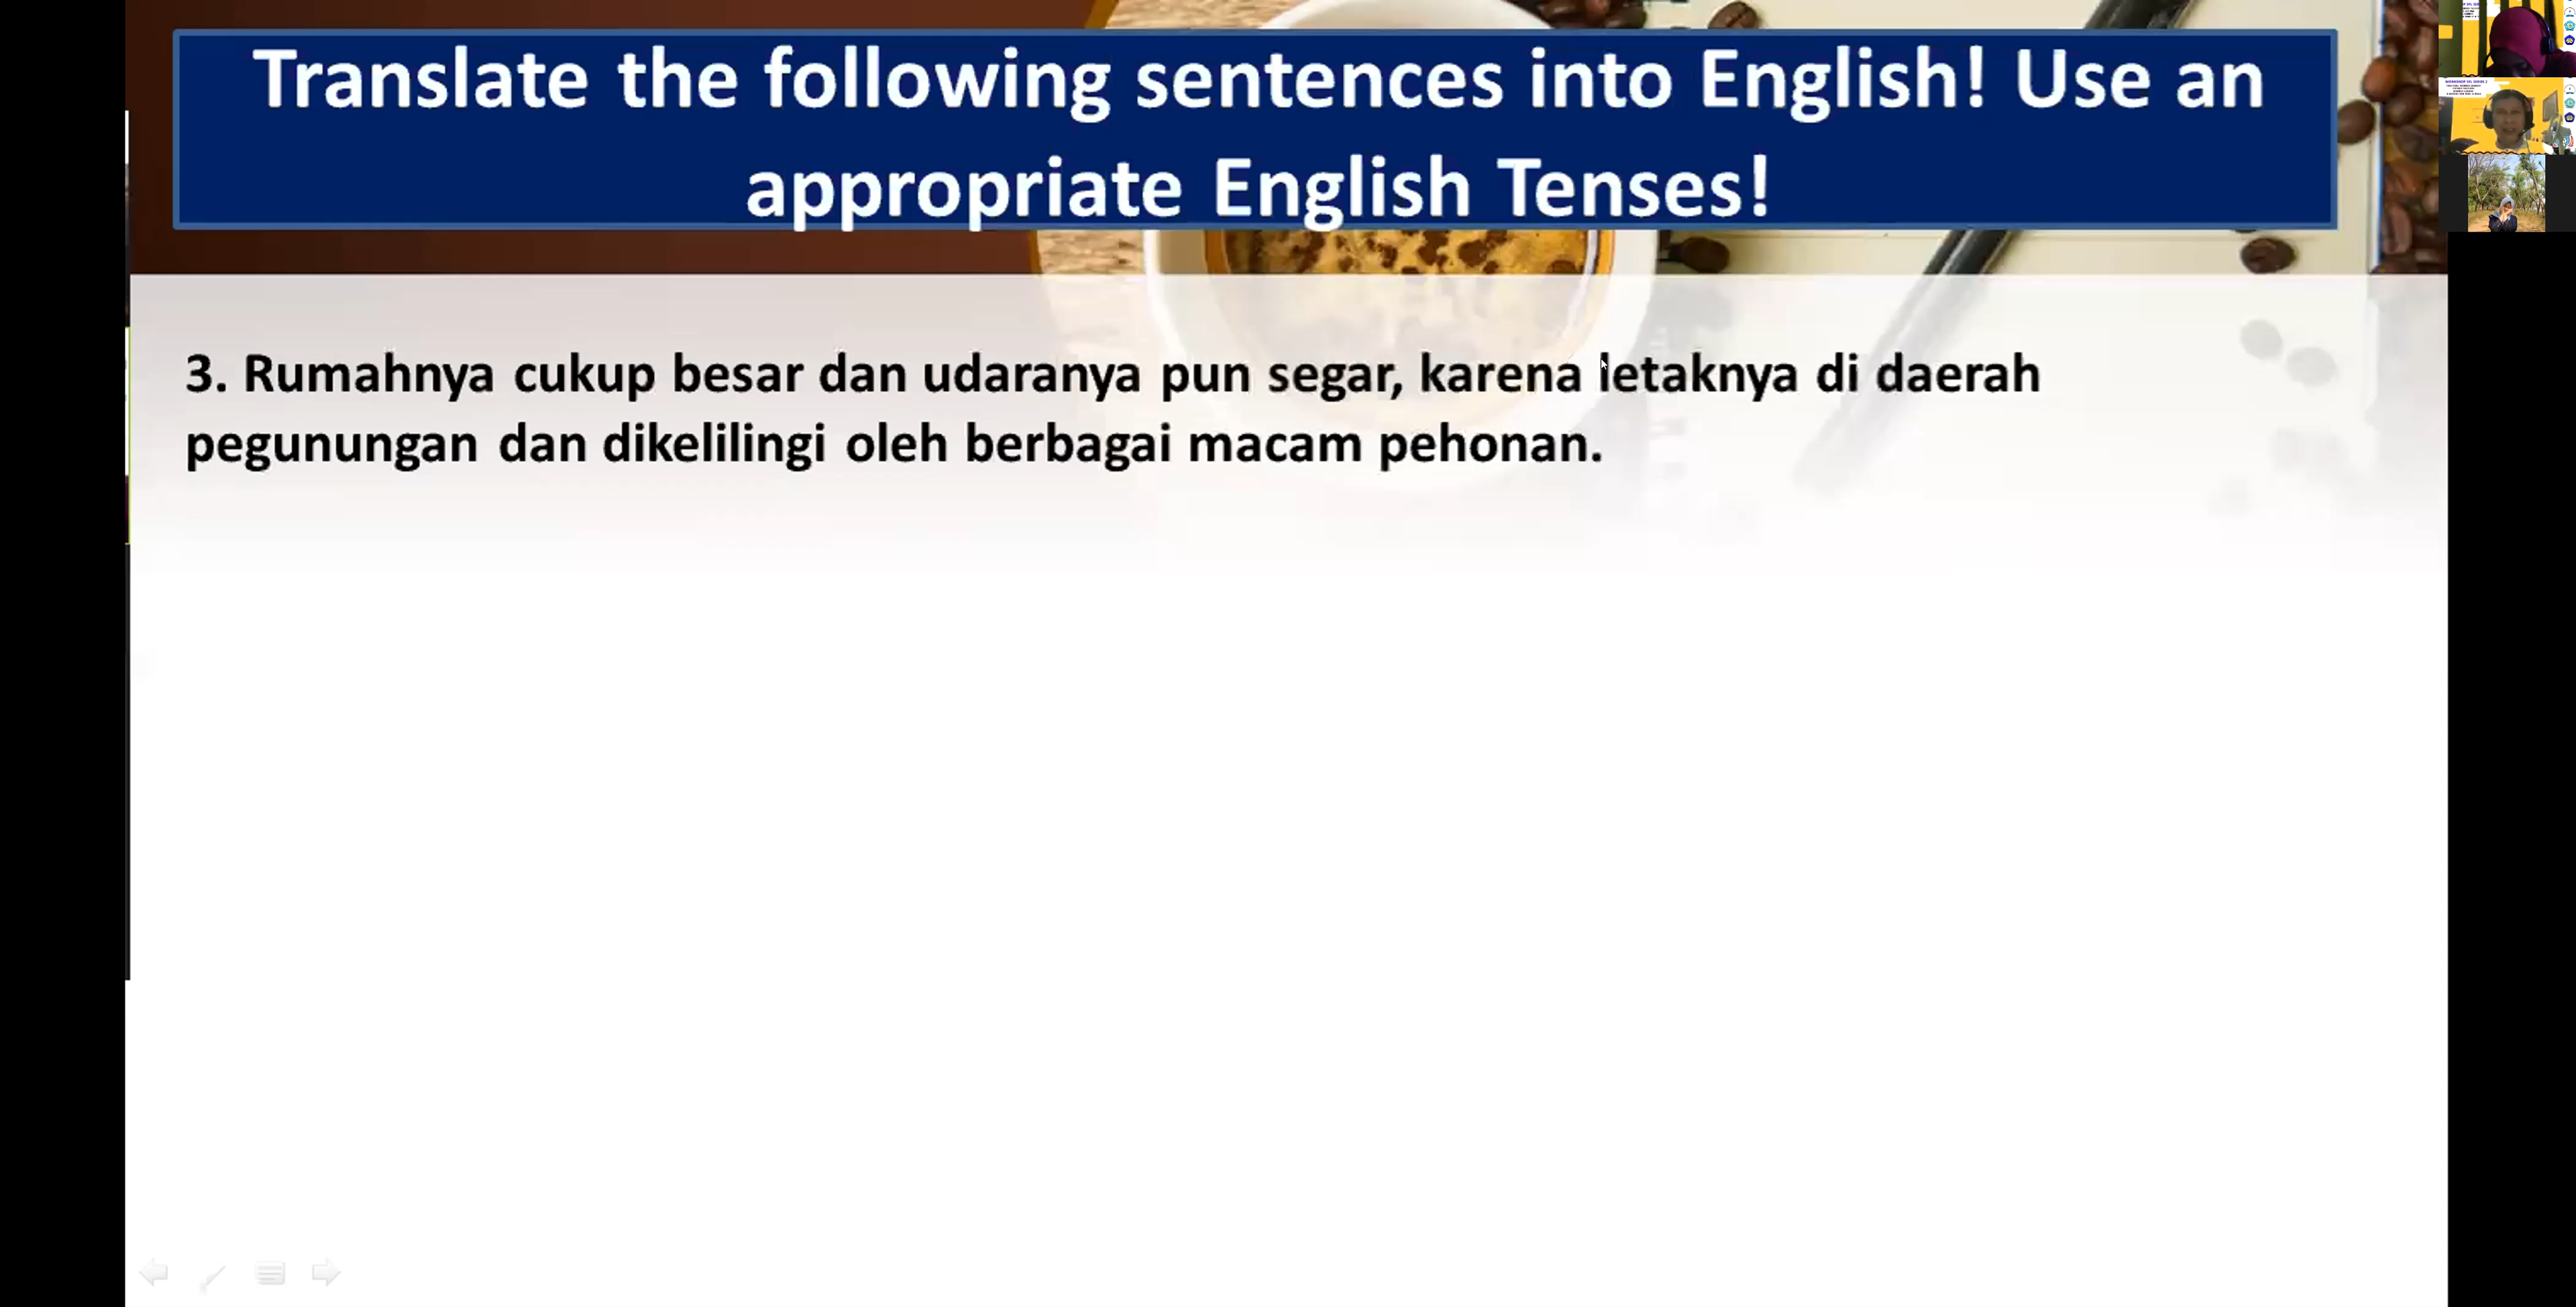 Translate the following sentences into English! Use an
appropriate English Tenses!
3. Rumahnya cukup besar dan udaranya pun segar, karena letaknya di daerah
pegunungan dan dikelilingi oleh berbagai macam pehonan.